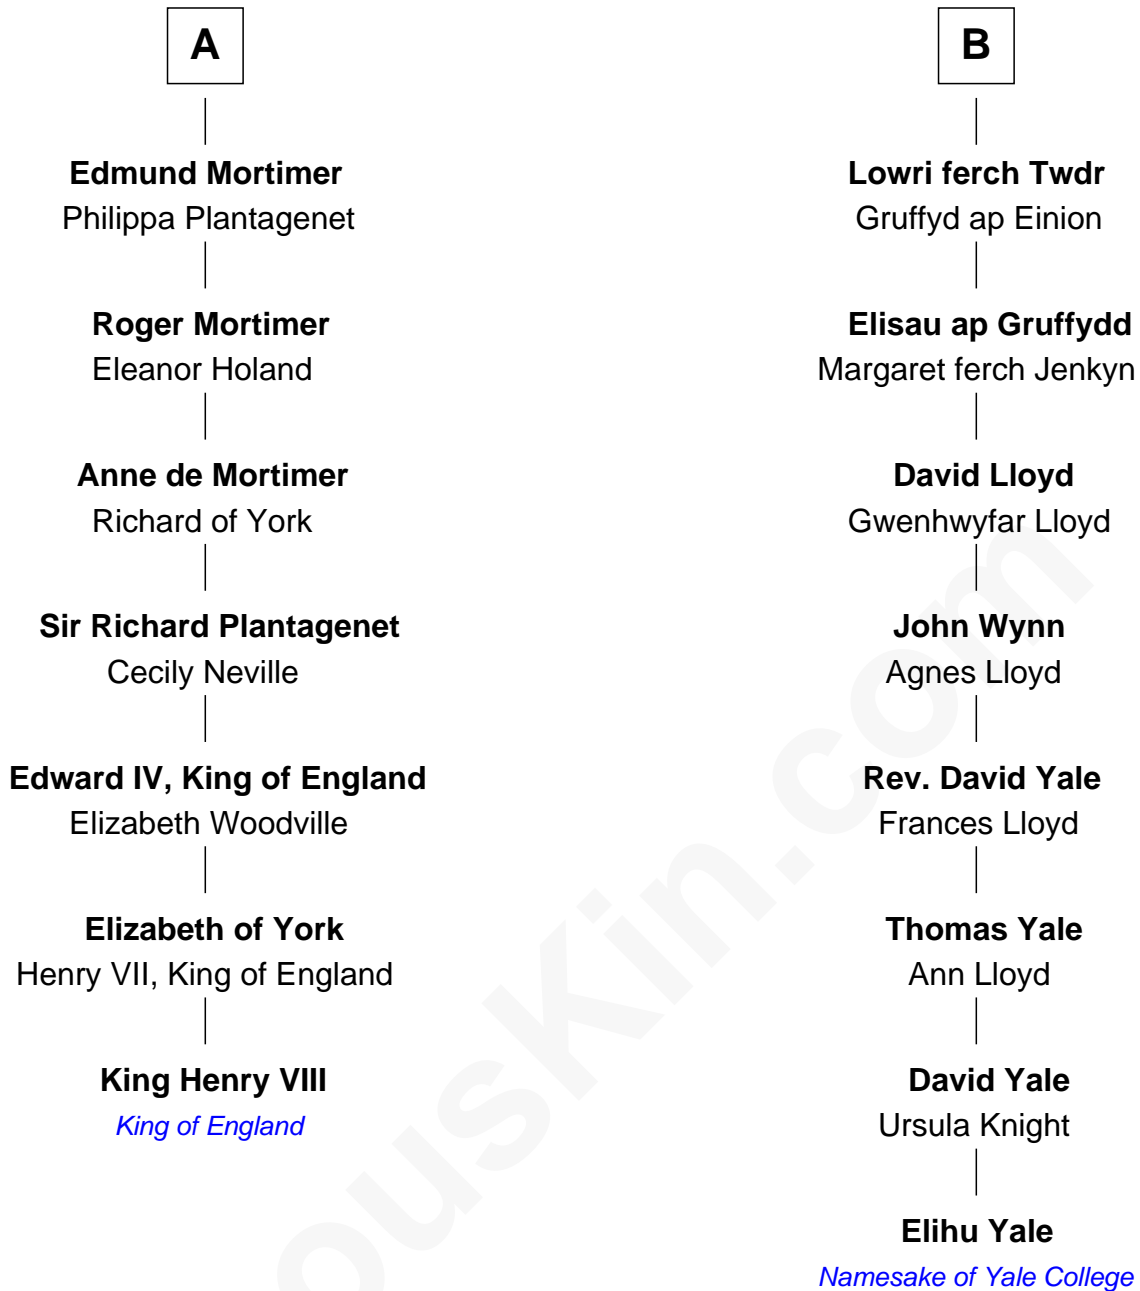 A
Edmund Mortimer
Philippa Plantagenet
Roger Mortimer
Eleanor Holand
Anne de Mortimer
Richard of York
Sir Richard Plantagenet
Cecily Neville
Edward IV, King of England
Elizabeth Woodville
Elizabeth of York
Henry VII, King of England
King Henry VIII
King of England
B
Lowri ferch Twdr
Gruffyd ap Einion
Elisau ap Gruffydd
Margaret ferch Jenkyn
David Lloyd
Gwenhwyfar Lloyd
John Wynn
Agnes Lloyd
Rev. David Yale
Frances Lloyd
Thomas Yale
Ann Lloyd
David Yale
Ursula Knight
Elihu Yale
Namesake of Yale College
ousKin.com